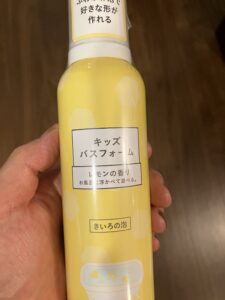 好きな形が
作れる
キッズ
バスフォーム
レモンの香り
お風呂に浮かべて遊べる。
きいろの泡